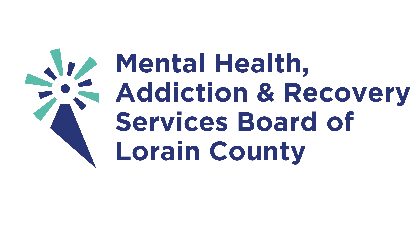 Mental Health,
Addiction & Recovery
Services Board of
Lorain County